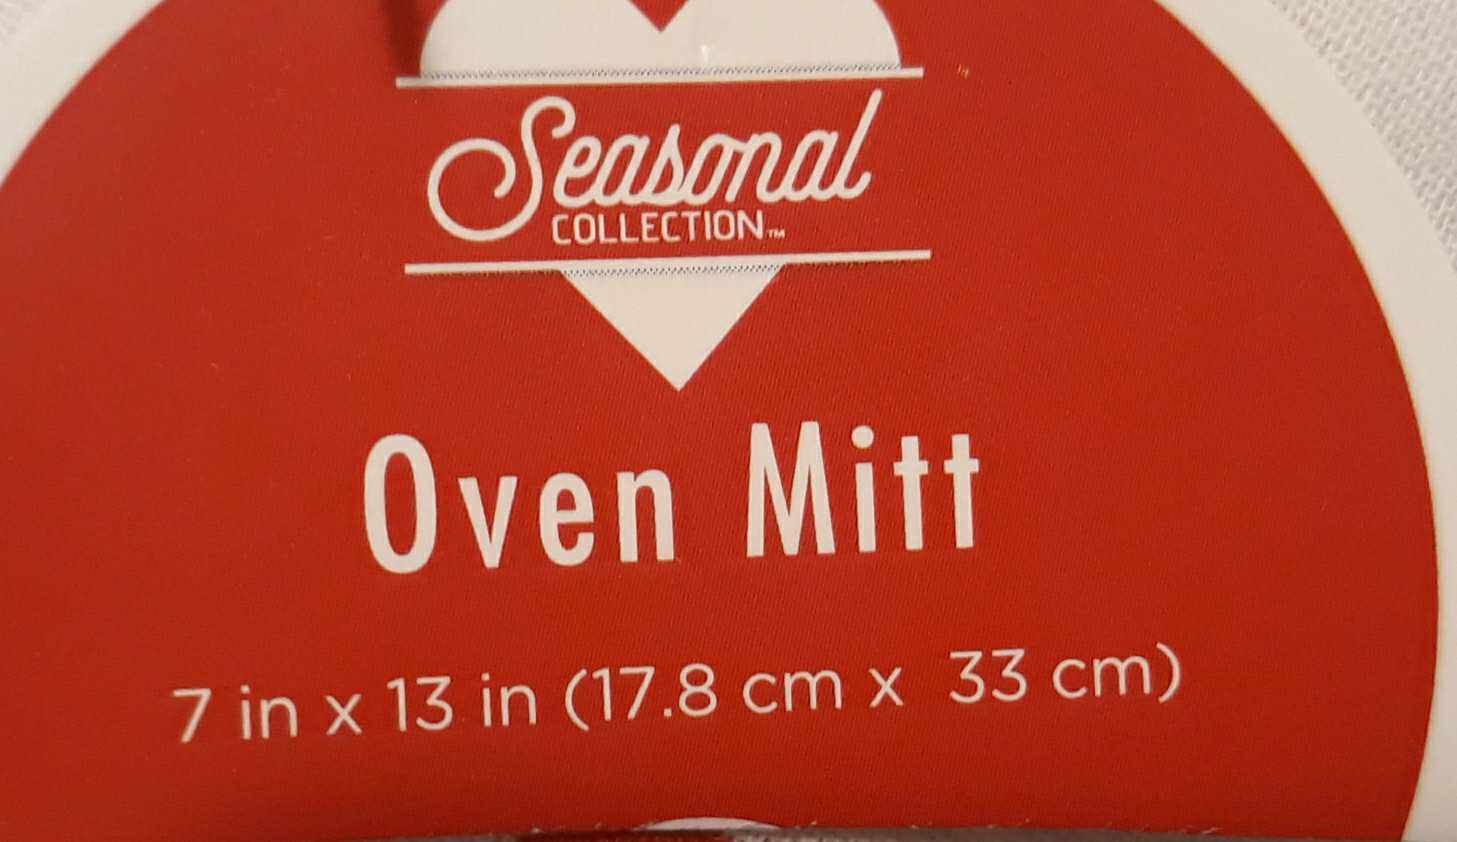 Seasonal
COLLECTION™
Oven Mitt
7 in x 13 in (17.8 cm x 33 cm)